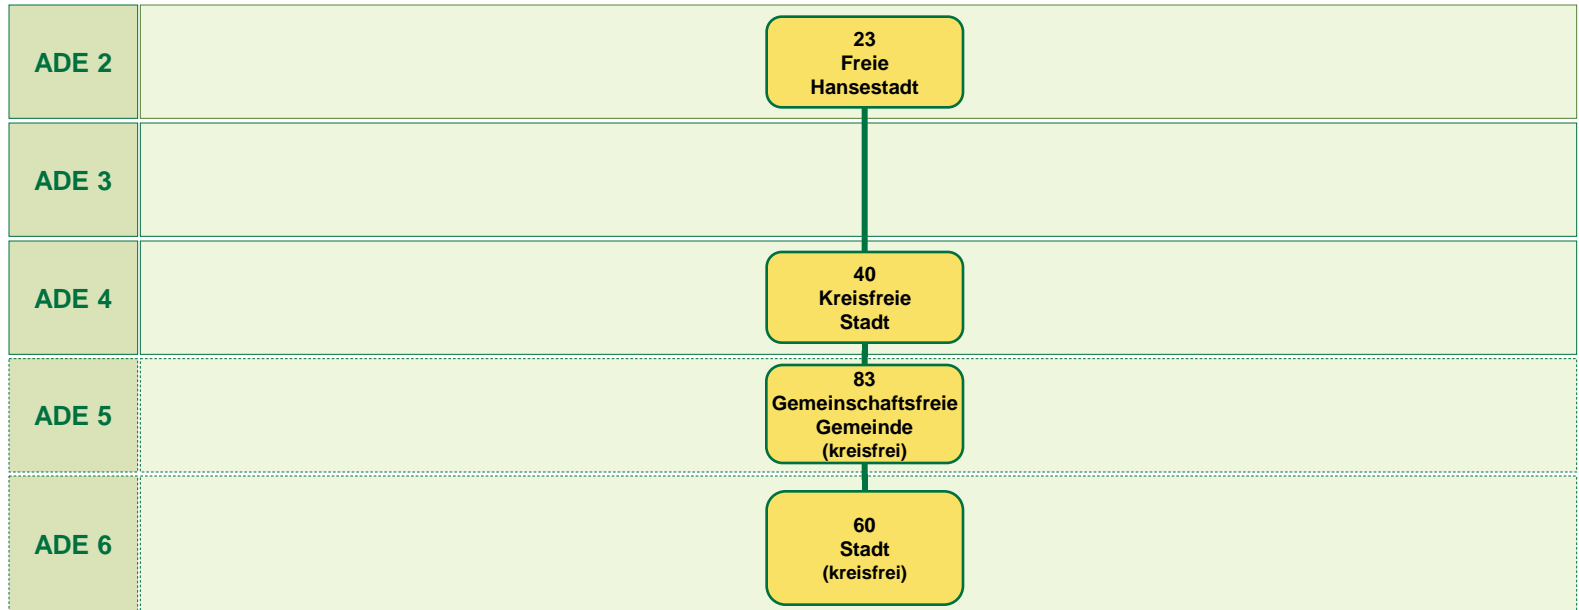 ADE 2
23
Freie
Hansestadt
ADE 3
ADE 4
40
Kreisfreie
Stadt
ADE 5
83
Gemeinschaftsfreie
Gemeinde
(kreisfrei)
ADE 6
60
Stadt
(kreisfrei)